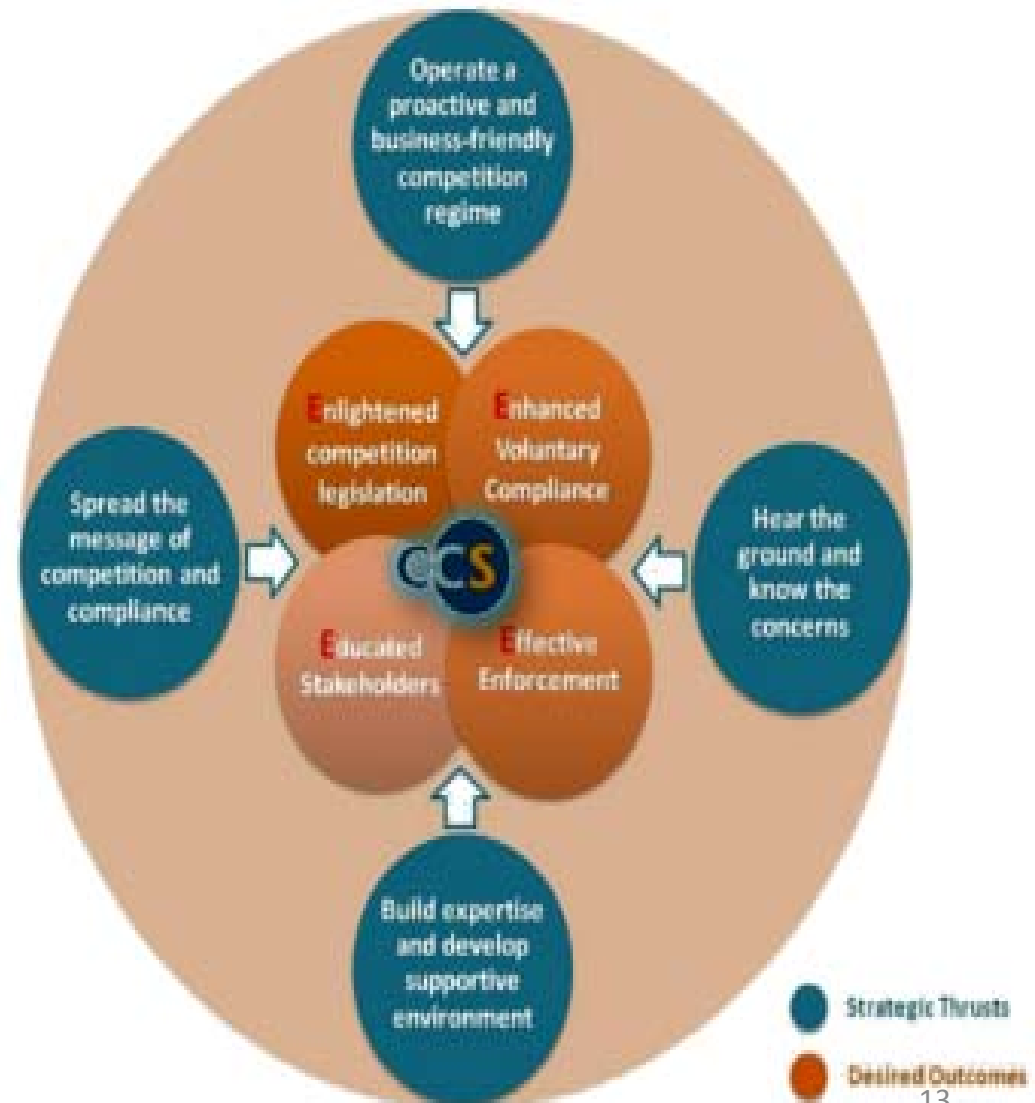 Operate a
proactive and
business-friendly
competition
regime
Enlightened
competition
legislation
Enhanced
Voluntary
Compliance
Spread the
message of
competition and
compliance
CCS
Hear the
ground and
know the
concerns
Educated
Stakeholders
Effective
Enforcement
Build expertise
and develop
supportive
environment
Strategic Thrusts
Desired Outcomes
13